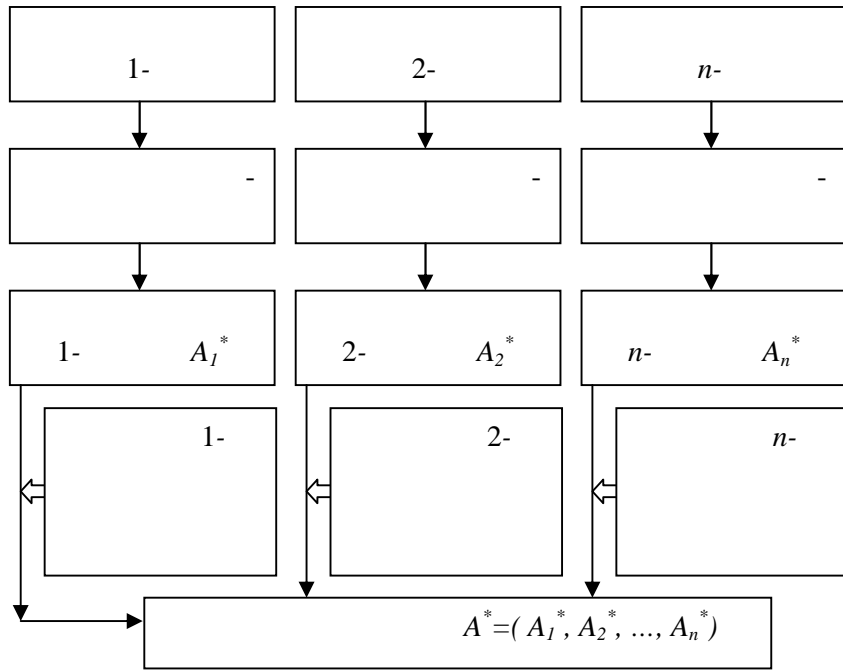 1-
2-
n-
-
-
-
1- A₁*
2- A₂*
n- Aₙ*
1-
2-
n-
A*=( A₁*, A₂*, ..., Aₙ*)